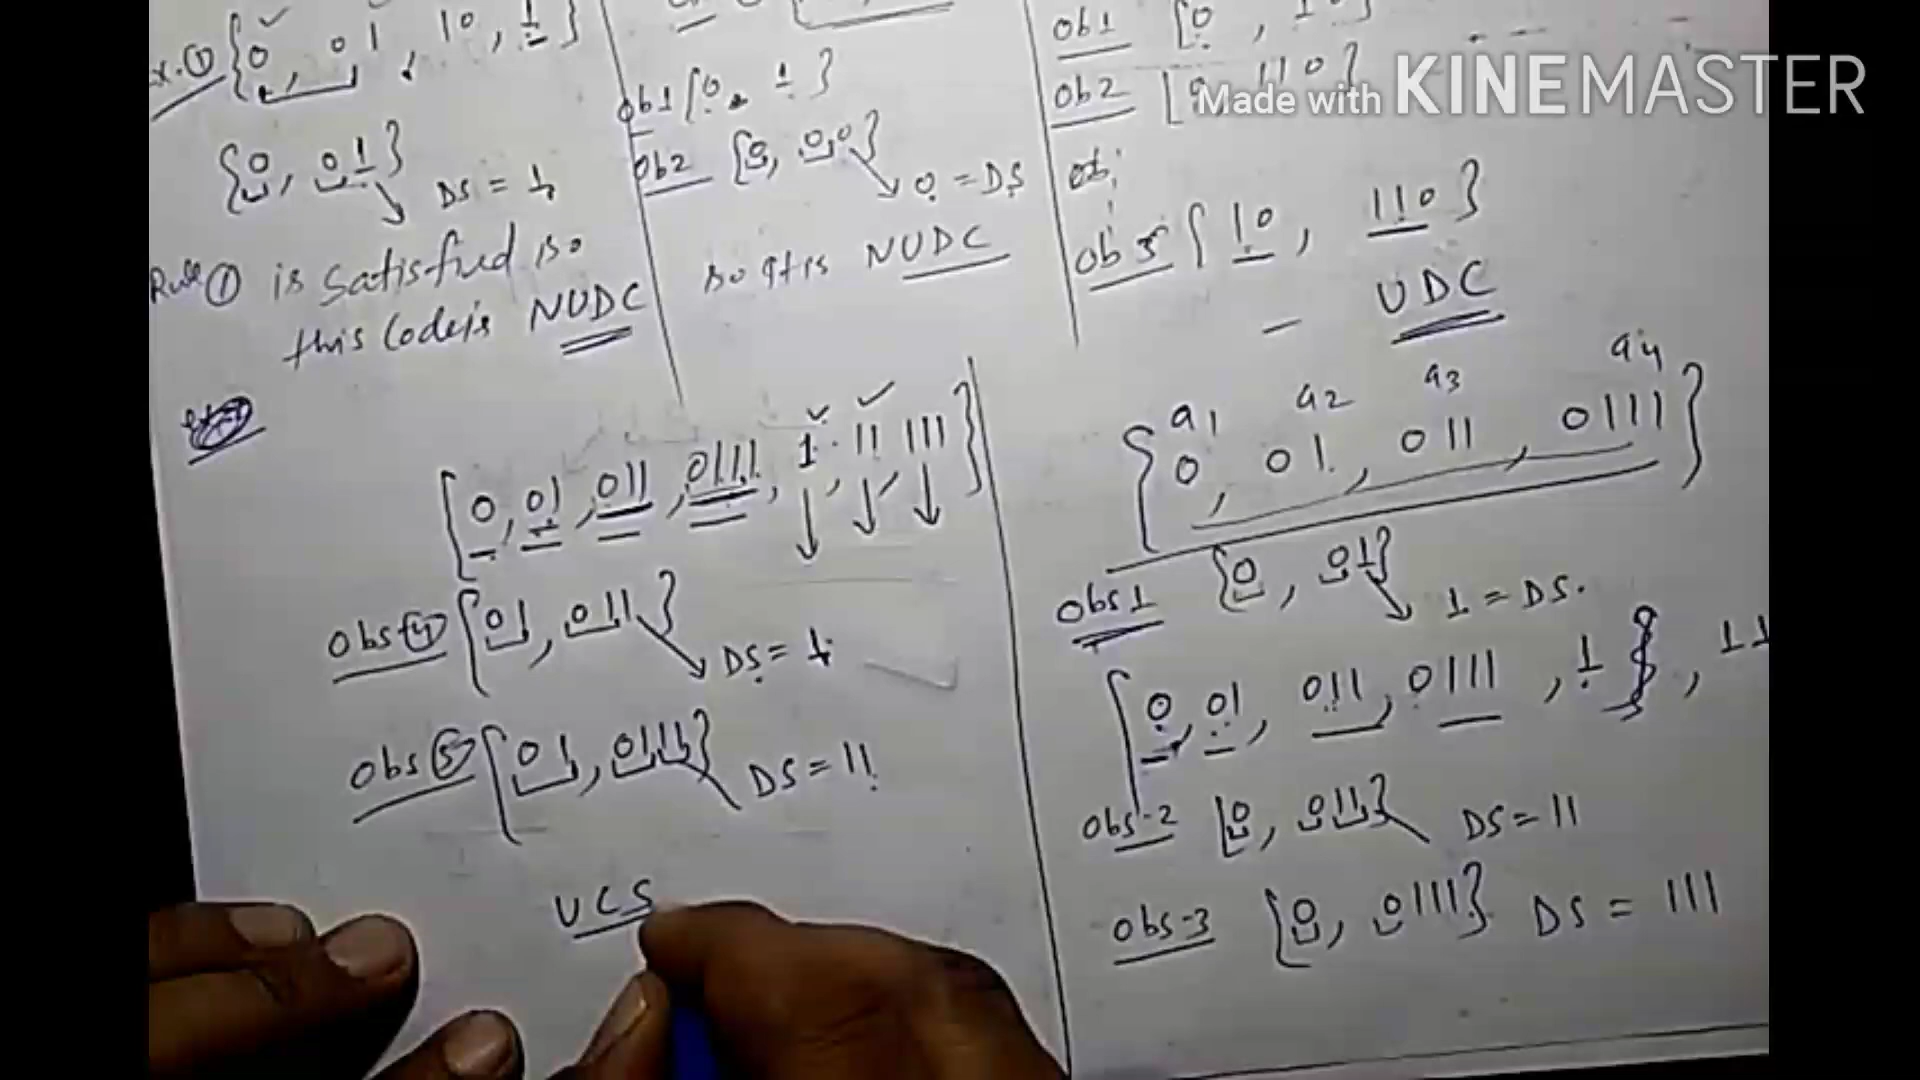 x. ① {0, 01, 10, 1}
{0, 01}
DS = 1
Rule ① is satisfied so
this Code is NUDC
ob1 {0, 1}
ob2 {0, 00}
0 = DS
so it is NUDC
ob1 {0, 10}
ob2 {0, 110}
Made with KINEMASTER
ob
ob 3 {10, 110}
- UDC
{0, 01, 011, 0111, 1, 11, 111}
obs ④ {01, 011}
DS = 1
obs ⑤ {01, 0111} DS = 11
UCS
a1 a2 a3 a4
{0, 01, 011, 0111}
obs 1 {0, 01}
1 = DS.
{0, 01, 011, 0111, 1, 11
obs-2 {0, 011} DS = 11
obs-3 {0, 0111} DS = 111